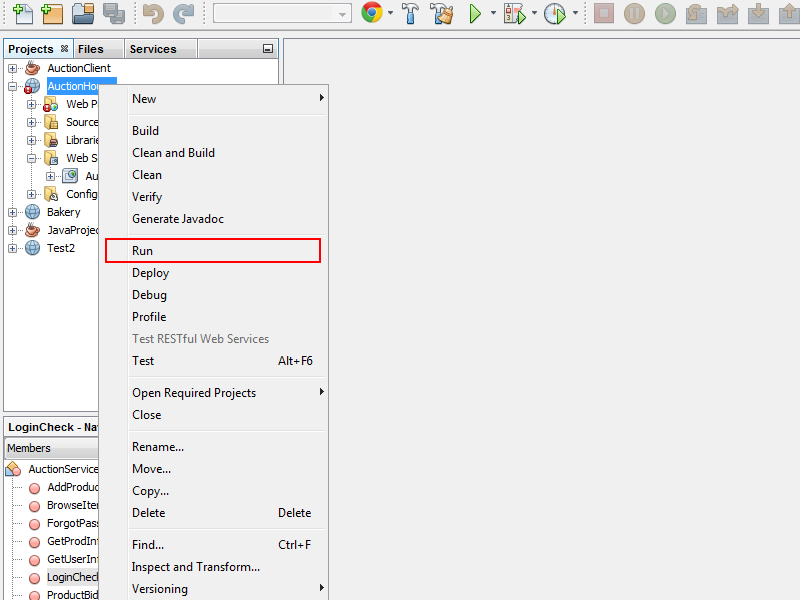 Projects
Files
Services
AuctionClient
AuctionHou
Web P
Source
Librarie
Web S
Au
Config
Bakery
JavaProjec
Test2
New
Build
Clean and Build
Clean
Verify
Generate Javadoc
Run
Deploy
Debug
Profile
Test RESTful Web Services
Test Alt+F6
Open Required Projects
Close
Rename...
Move...
Copy...
Delete Delete
Find... Ctrl+F
Inspect and Transform...
Versioning
LoginCheck - Na
Members
AuctionService
AddProduc
BrowseIter
ForgotPass
GetProdInf
GetUserInf
LoginCheck
ProductBid